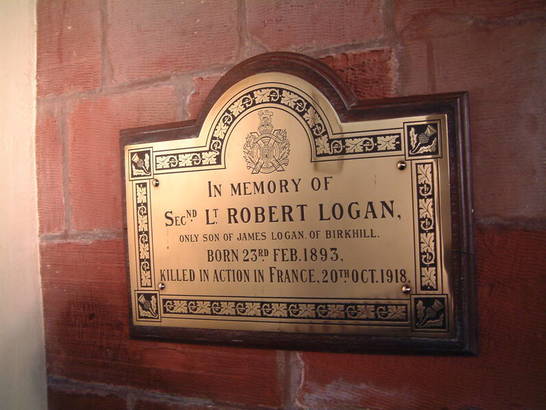 IN MEMORY OF
SECND. LT. ROBERT LOGAN,
ONLY SON OF JAMES LOGAN, OF BIRKHILL.
BORN 23RD FEB. 1893.
KILLED IN ACTION IN FRANCE, 20TH OCT. 1918.